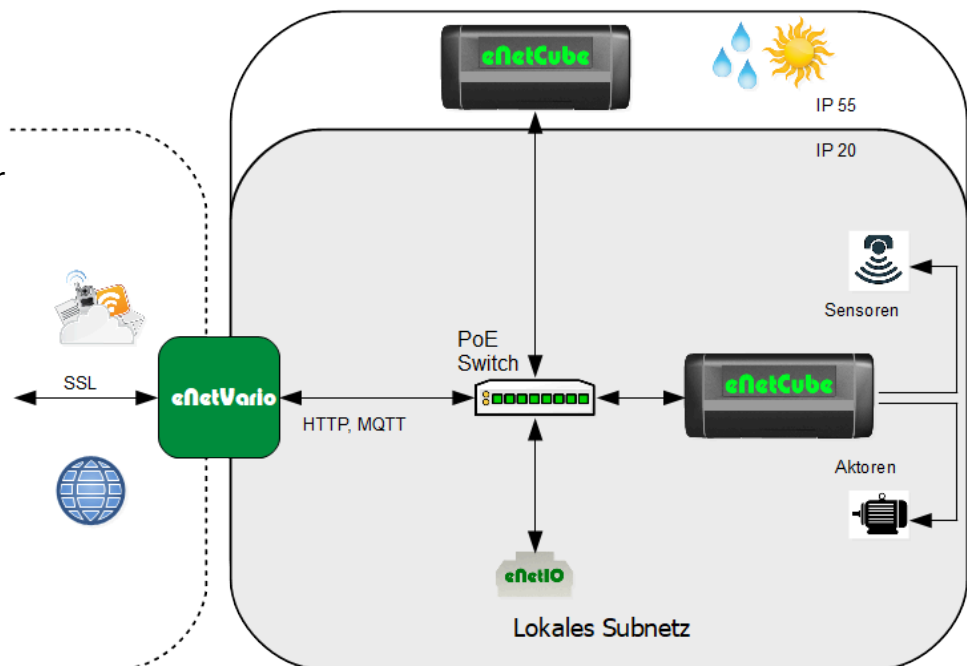 eNetCube
IP 55
IP 20
r
Sensoren
PoE
Switch
SSL
eNetVario
HTTP, MQTT
eNetCube
Aktoren
eNetIO
Lokales Subnetz